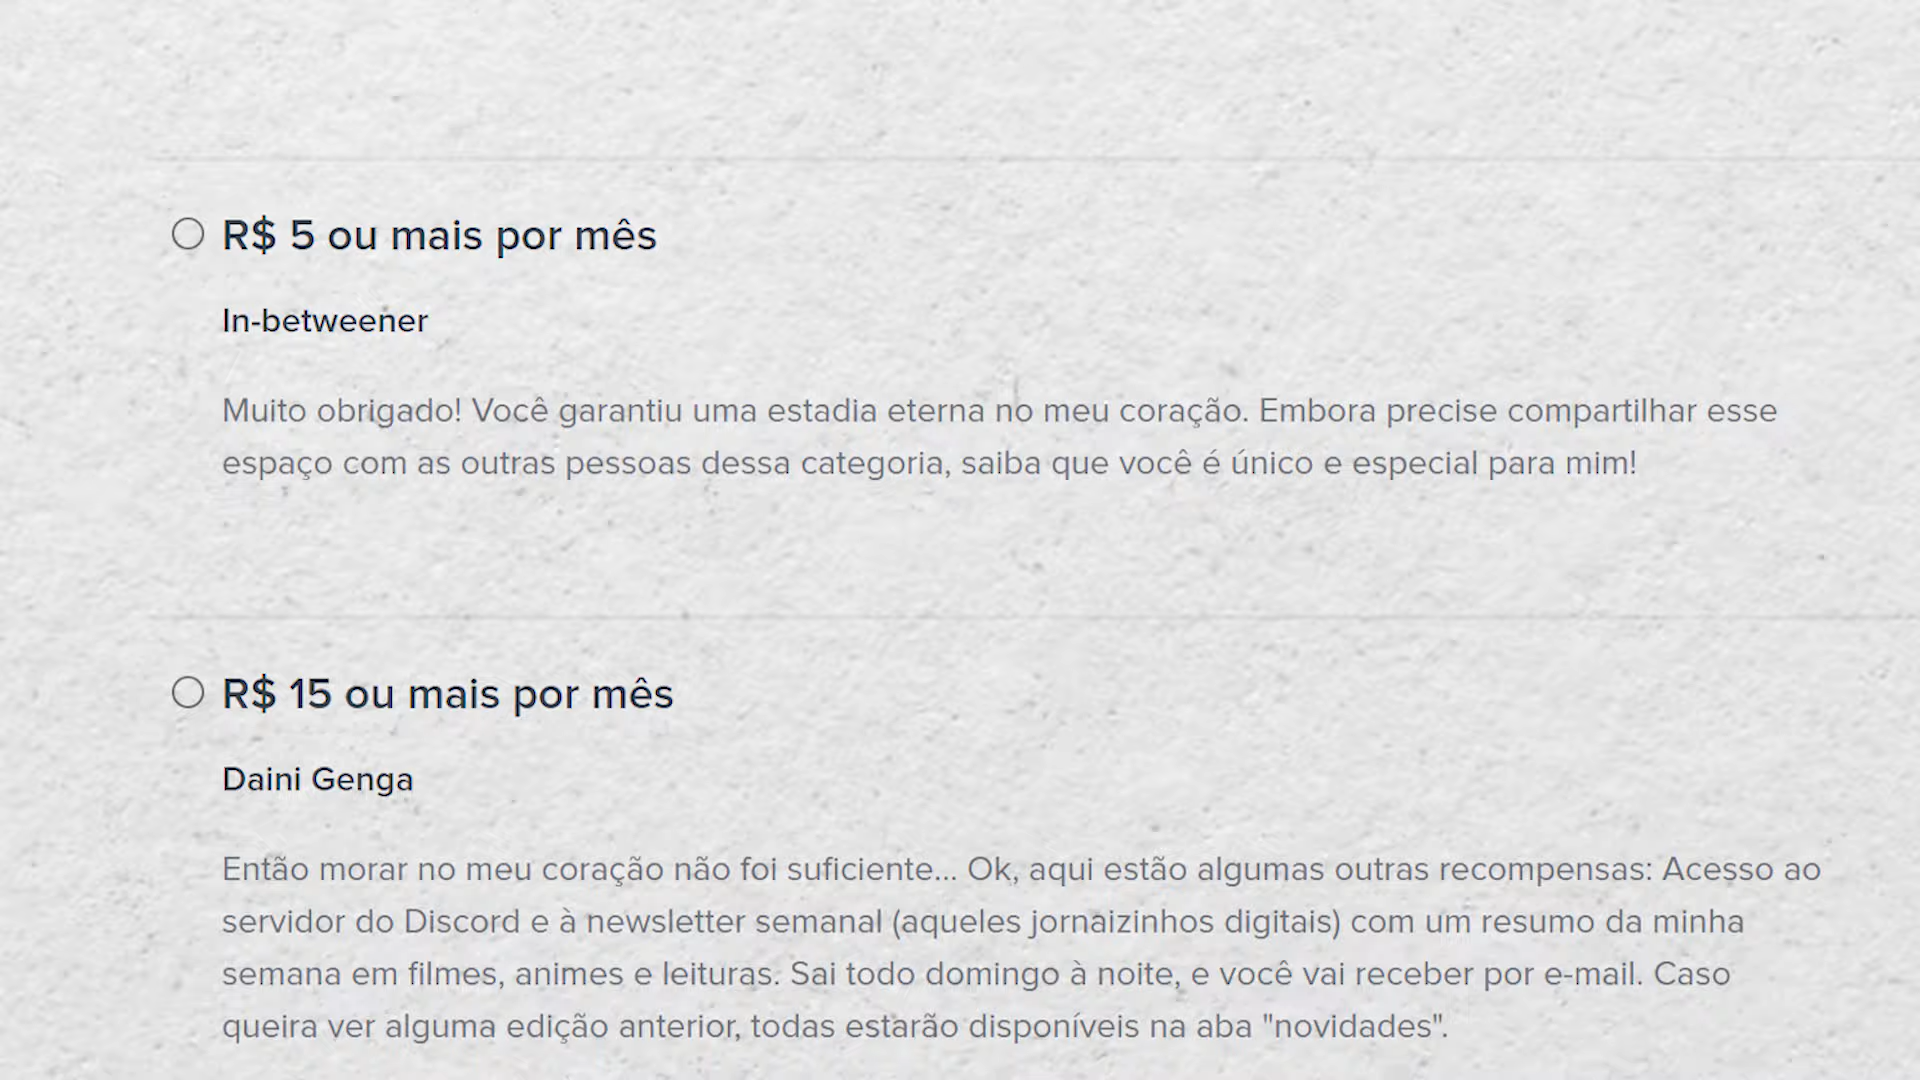 R$ 5 ou mais por mês
In-betweener
Muito obrigado! Você garantiu uma estadia eterna no meu coração. Embora precise compartilhar esse
espaço com as outras pessoas dessa categoria, saiba que você é único e especial para mim!
R$ 15 ou mais por mês
Daini Genga
Então morar no meu coração não foi suficiente... Ok, aqui estão algumas outras recompensas: Acesso ao
servidor do Discord e à newsletter semanal (aqueles jornaizinhos digitais) com um resumo da minha
semana em filmes, animes e leituras. Sai todo domingo à noite, e você vai receber por e-mail. Caso
queira ver alguma edição anterior, todas estarão disponíveis na aba "novidades".